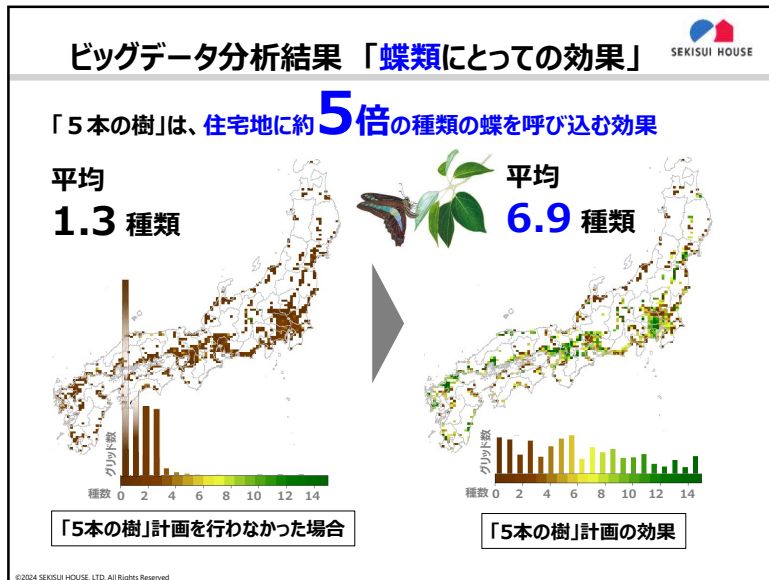 ビッグデータ分析結果 「蝶類にとっての効果」
SEKISUI HOUSE
「５本の樹」は、住宅地に約5倍の種類の蝶を呼び込む効果
平均
1.3 種類
平均
6.9 種類
グリッド数
種数 0 2 4 6 8 10 12 14
「5本の樹」計画を行わなかった場合
グリッド数
種数 0 2 4 6 8 10 12 14
「5本の樹」計画の効果
©2024 SEKISUI HOUSE, LTD. All Rights Reserved